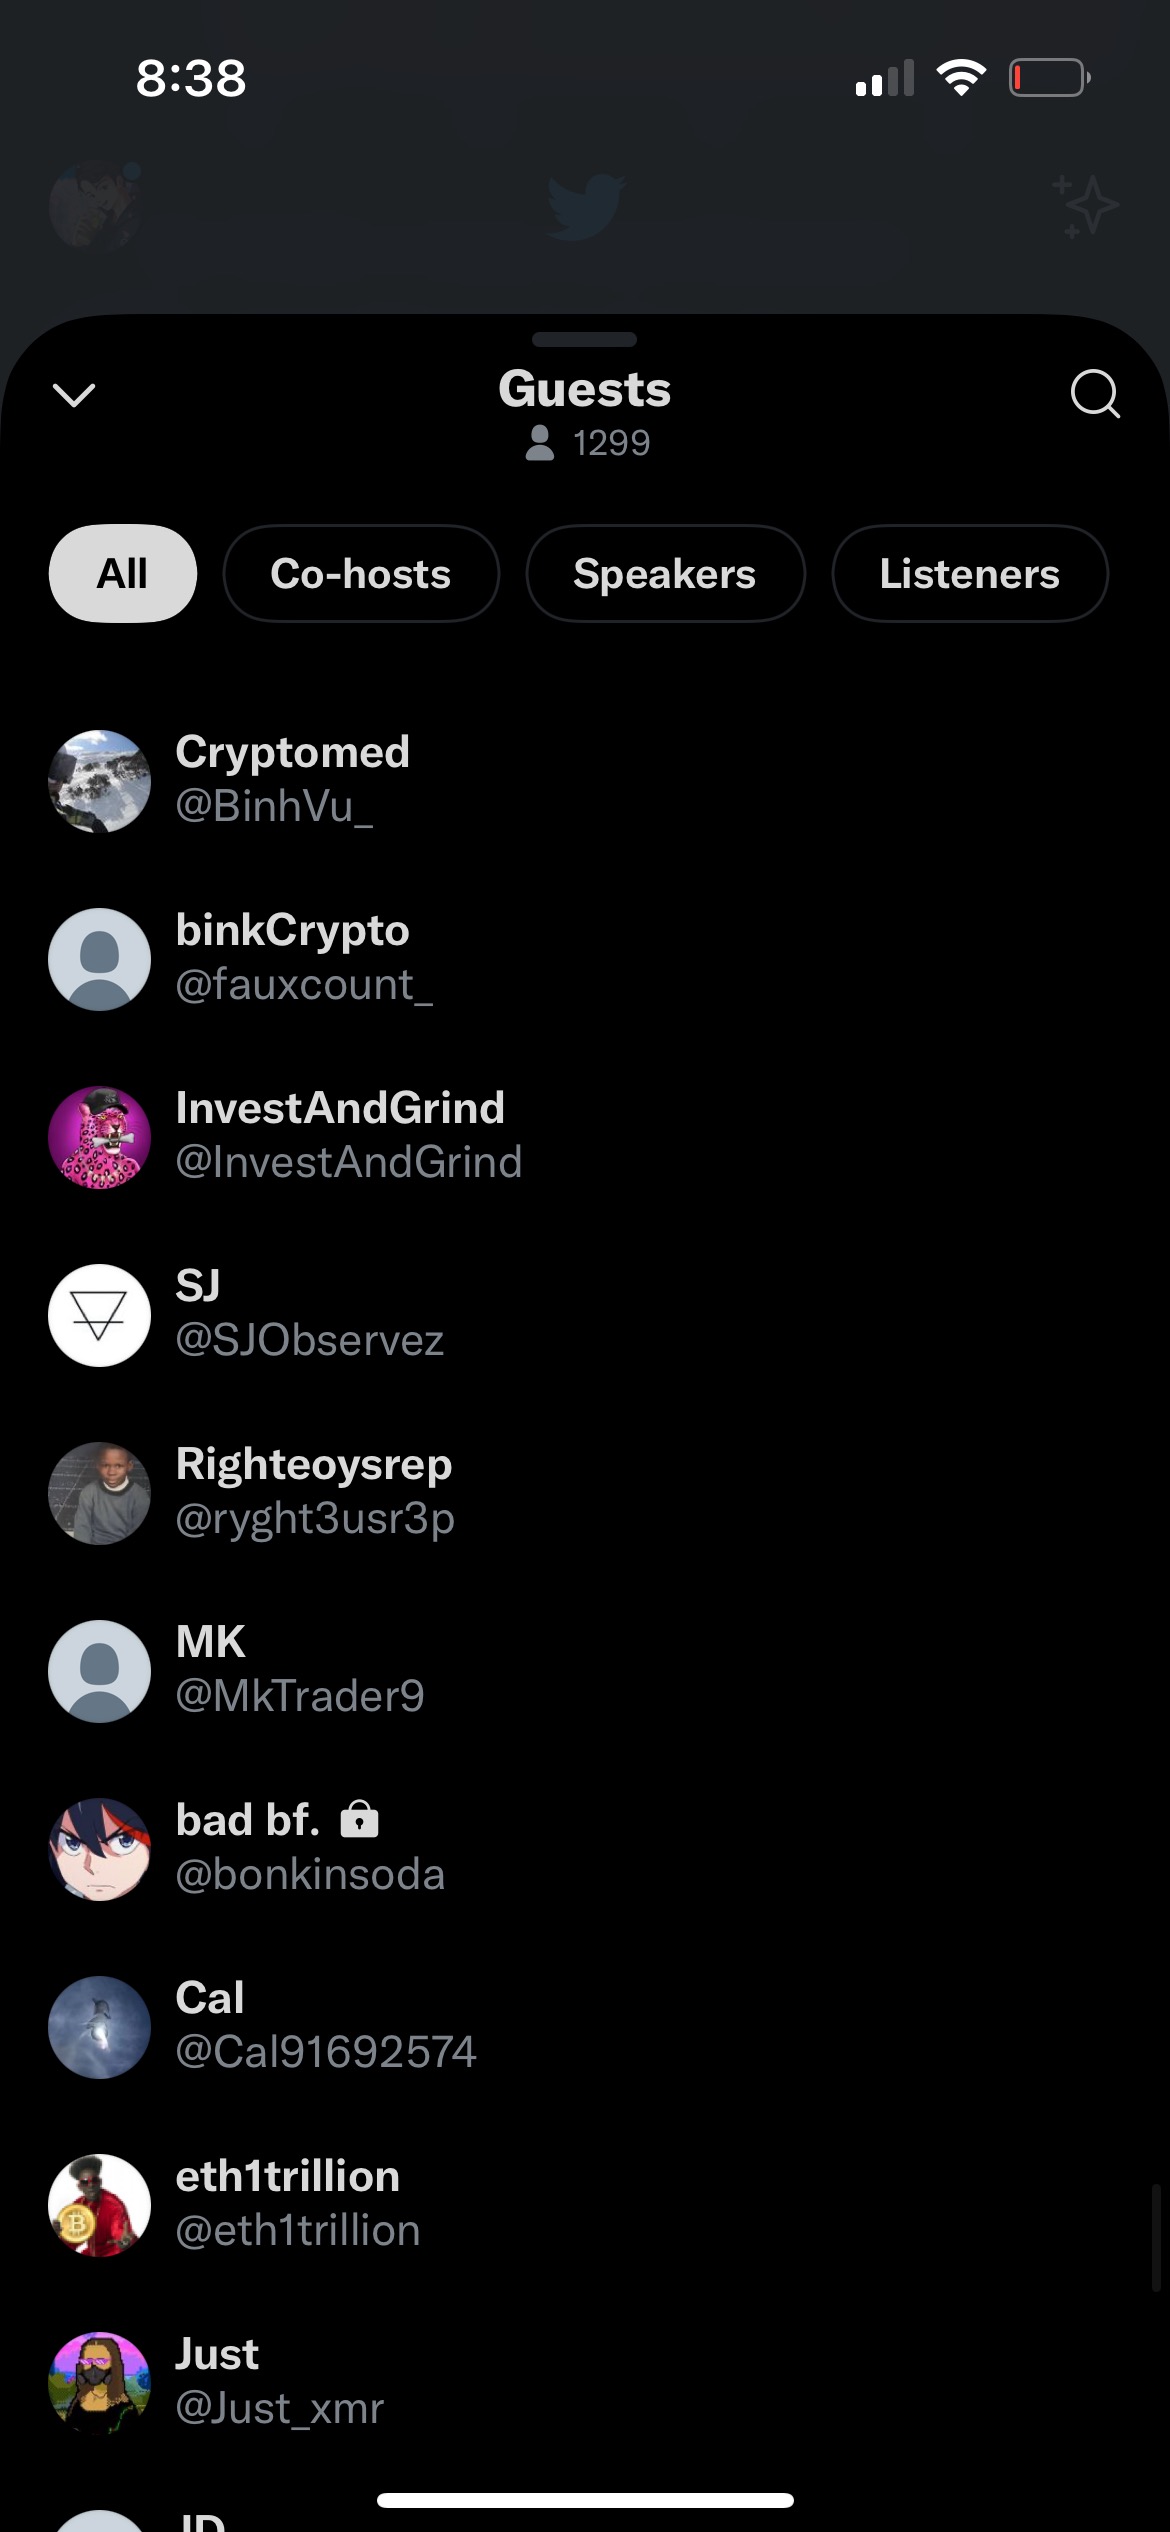 8:38
Guests
1299
All
Co-hosts
Speakers
Listeners
Cryptomed
@BinhVu_
binkCrypto
@fauxcount_
InvestAndGrind
@InvestAndGrind
SJ
@SJObservez
Righteoysrep
@ryght3usr3p
MK
@MkTrader9
bad bf.
@bonkinsoda
Cal
@Cal91692574
eth1trillion
@eth1trillion
Just
@Just_xmr